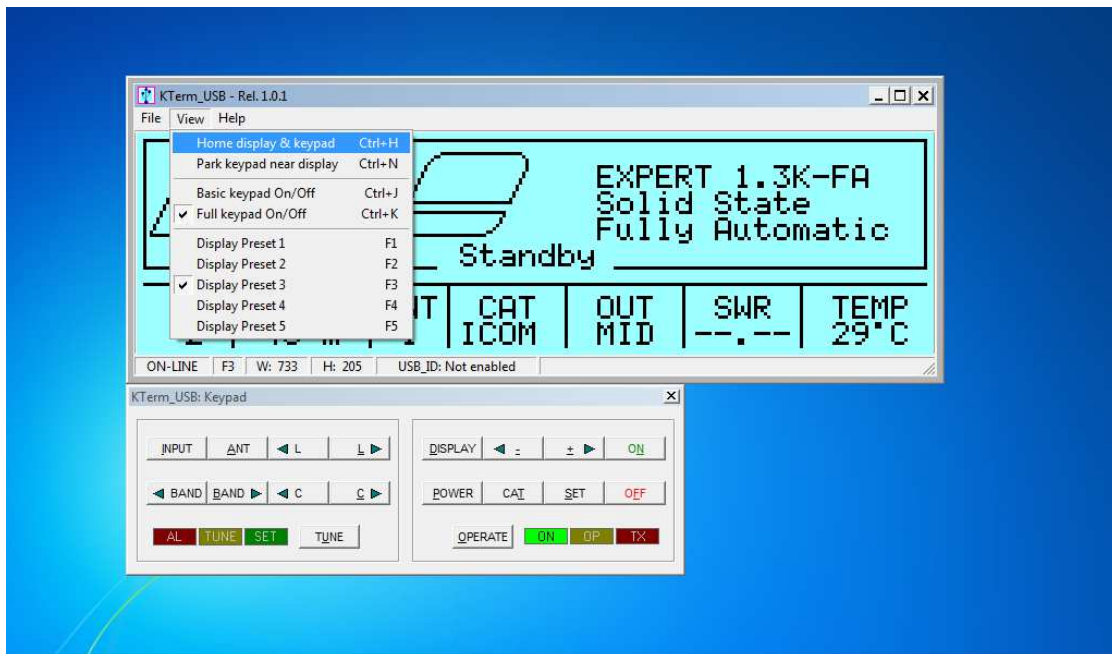 KTerm_USB - Rel. 1.0.1
File View Help
Home display & keypad Ctrl+H
Park keypad near display Ctrl+N
Basic keypad On/Off Ctrl+J
Full keypad On/Off Ctrl+K
Display Preset 1 F1
Display Preset 2 F2
Display Preset 3 F3
Display Preset 4 F4
Display Preset 5 F5
EXPERT 1.3K-FA
Solid State
Fully Automatic
Standby
CAT OUT SWR TEMP
ICOM MID --.-- 29°C
ON-LINE F3 W: 733 H: 205 USB_ID: Not enabled
KTerm_USB: Keypad
INPUT ANT L L DISPLAY - + ON
BAND BAND C C POWER CAT SET OFF
AL TUNE SET TUNE OPERATE ON OP TX